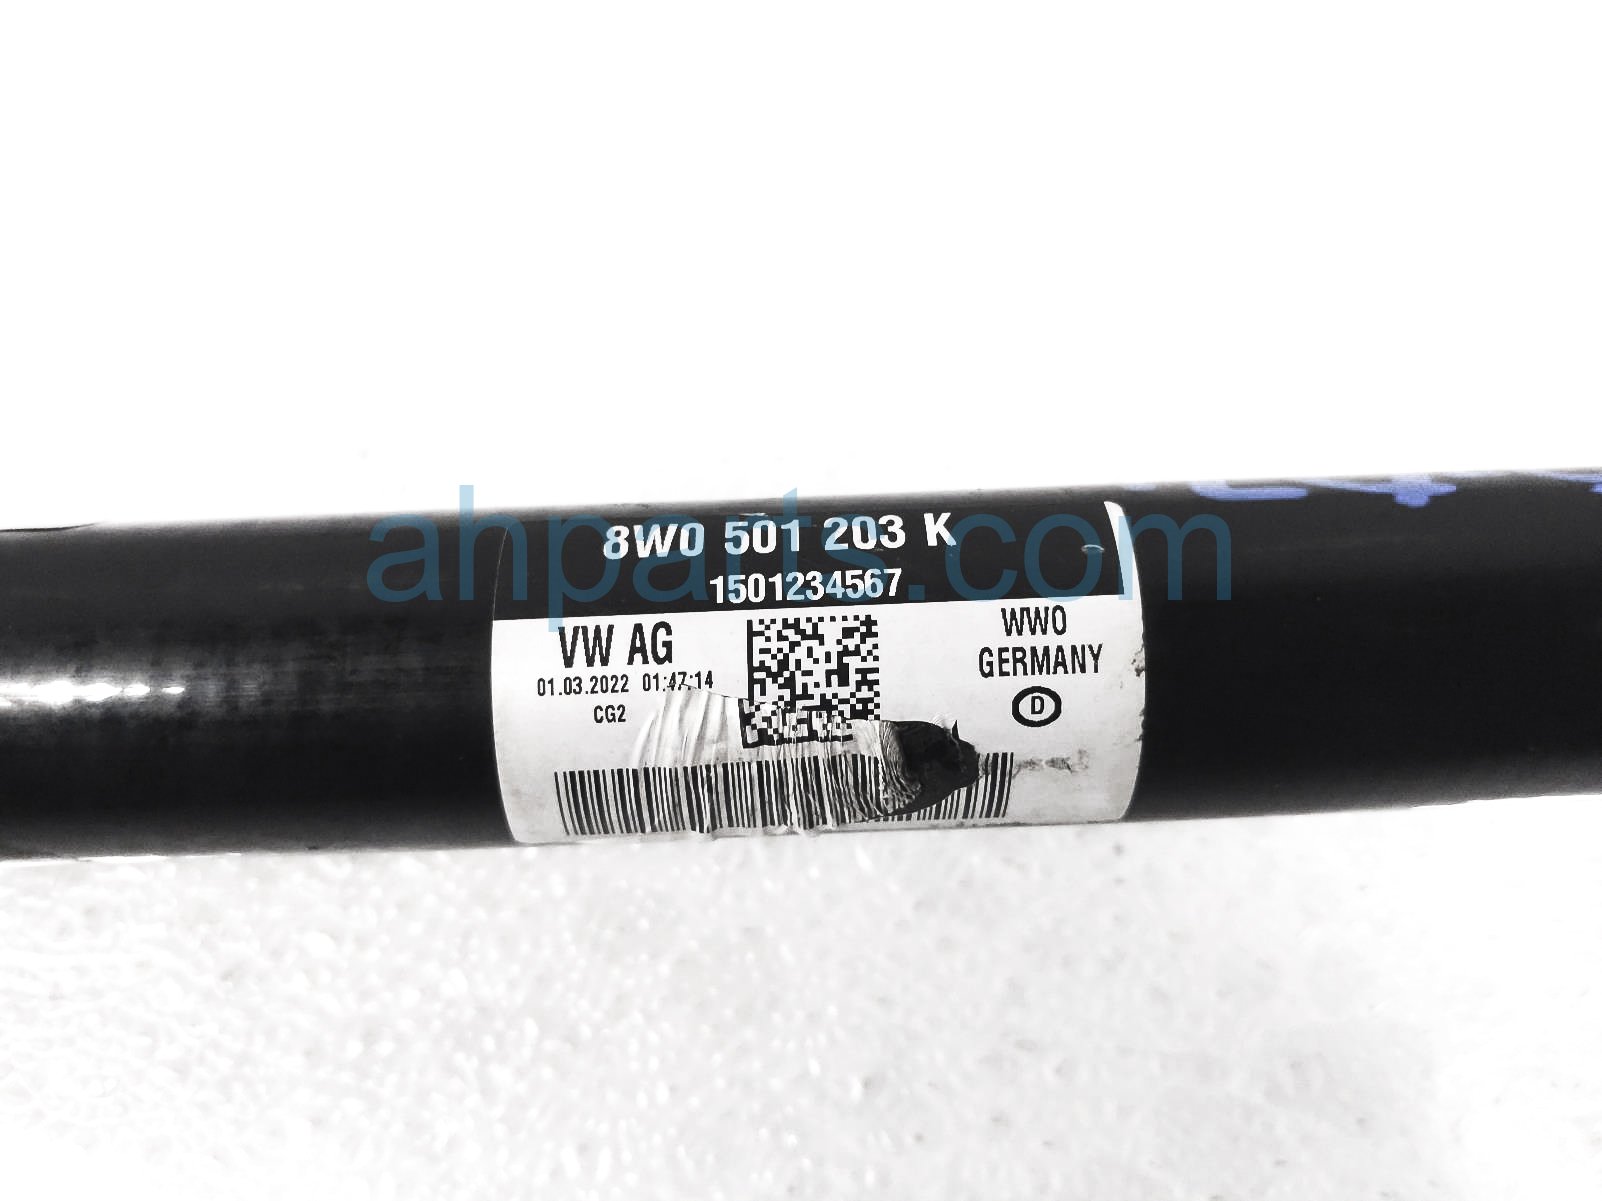 8W0 501 203 K
1501234567
VW AG
01.03.2022 01:47:14
CG2
WWO
GERMANY
D
ahparts.com